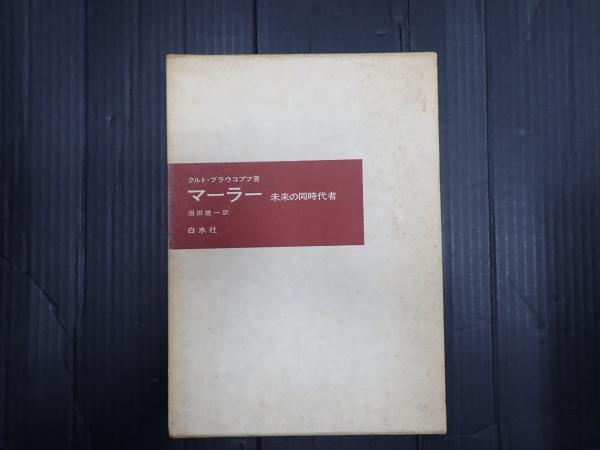 クルト・ブラウコプフ著
マーラー 未来の同時代者
酒田健一訳
白水社